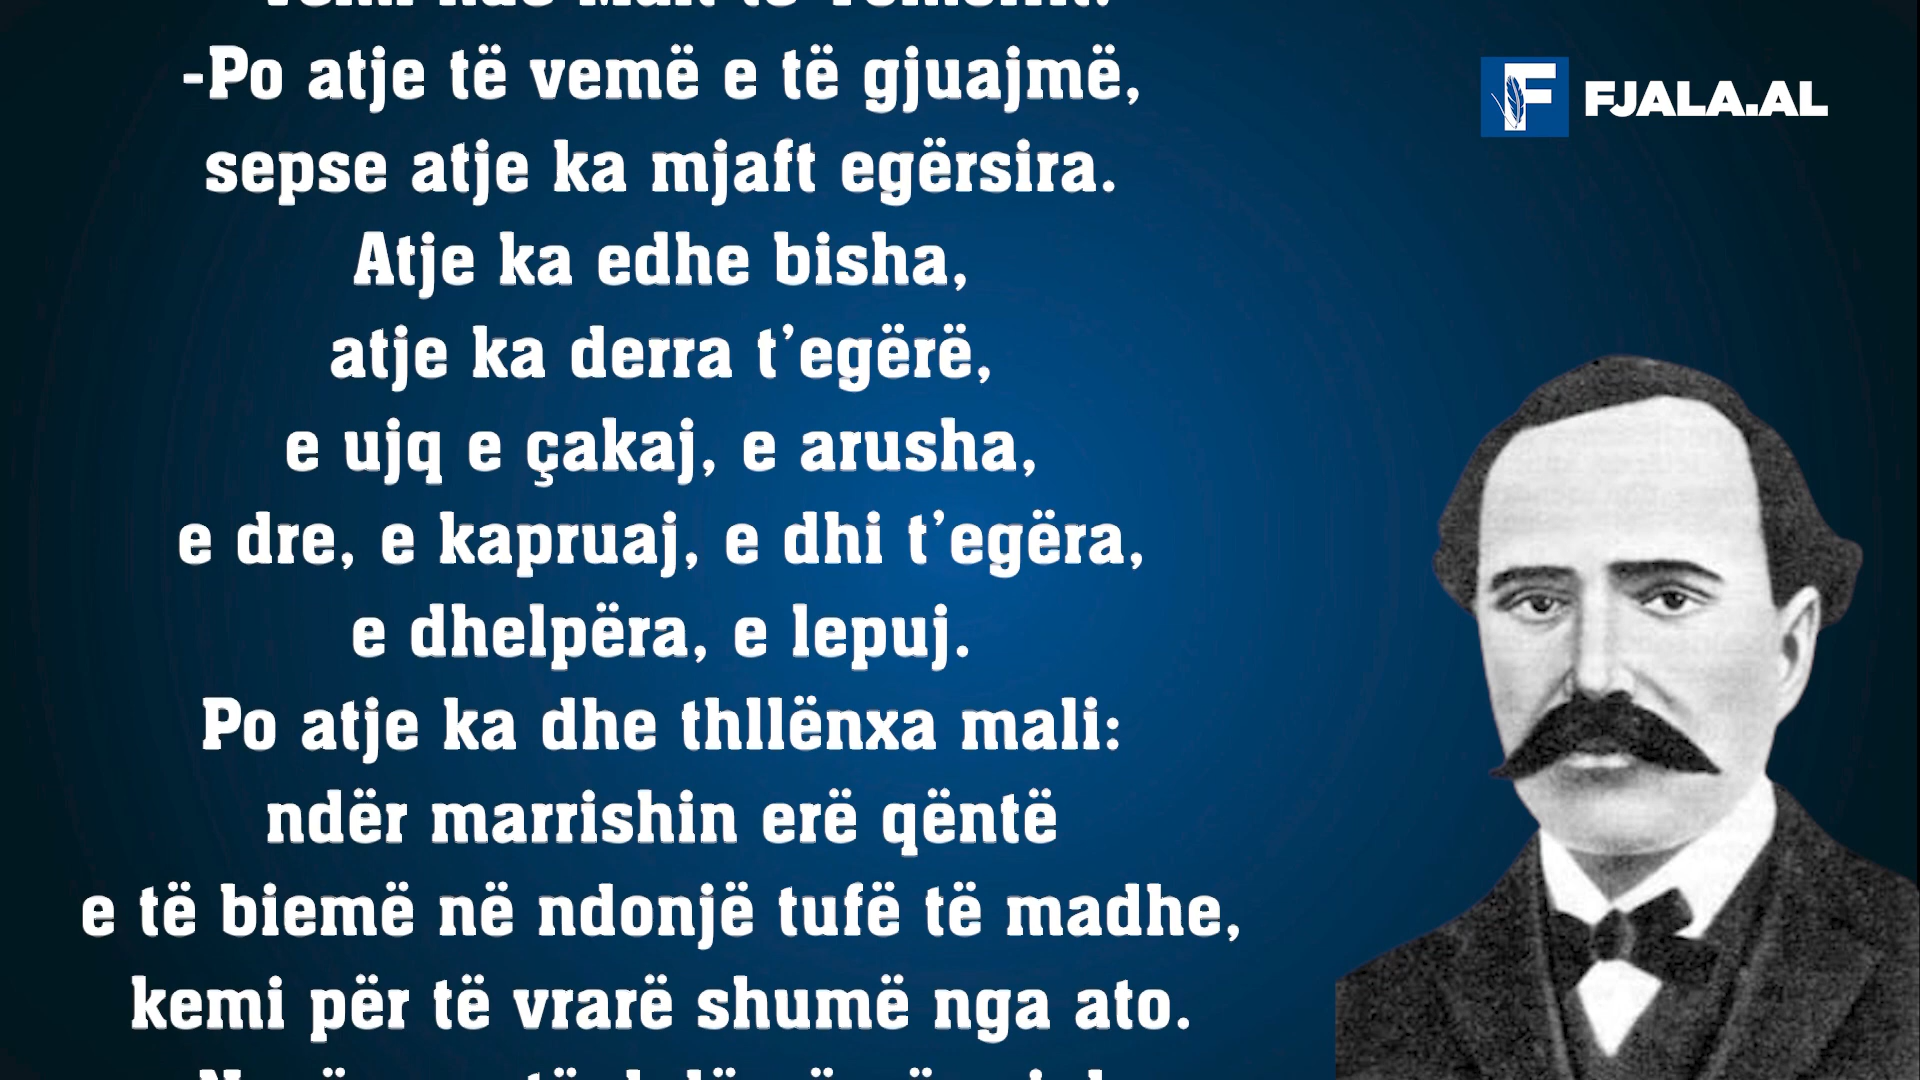 -Po atje të vemë e të gjuajmë,
sepse atje ka mjaft egërsira.
Atje ka edhe bisha,
atje ka derra t’egërë,
e ujq e çakaj, e arusha,
e dre, e kapruaj, e dhi t’egëra,
e dhelpëra, e lepuj.
Po atje ka dhe thllënxa mali:
ndër marrishin erë qëntë
e të biemë në ndonjë tufë të madhe,
kemi për të vrarë shumë nga ato.
F FJALA.AL